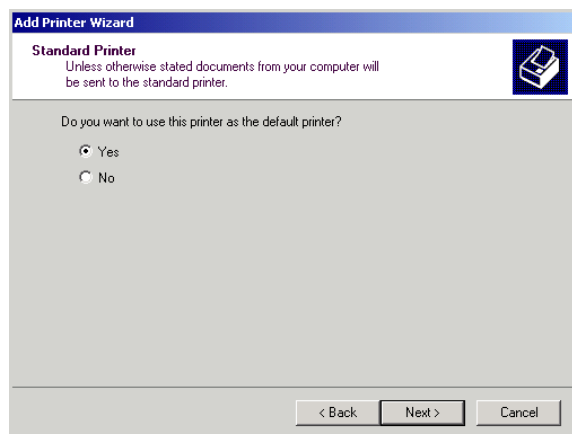 Add Printer Wizard
Standard Printer
Unless otherwise stated documents from your computer will
be sent to the standard printer.
Do you want to use this printer as the default printer?
Yes
No
< Back Next > Cancel